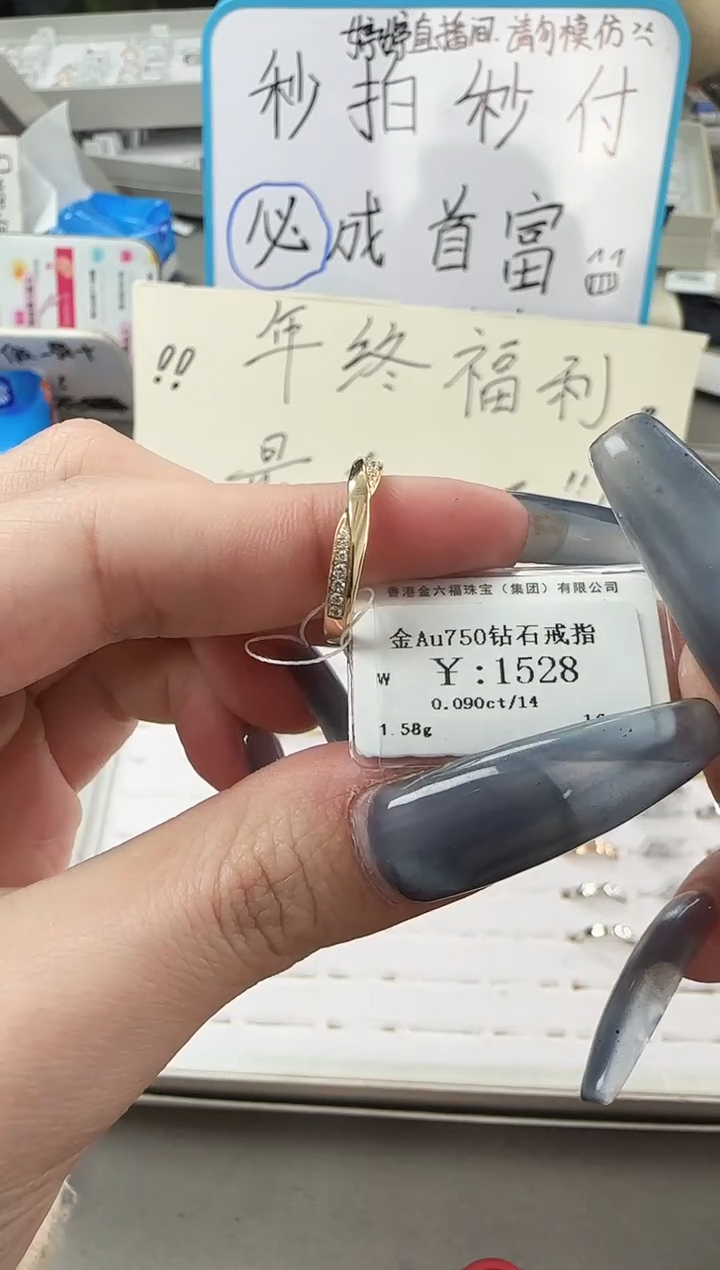 婷婷直播间 请勿模仿
秒拍秒付
必成首富
!! 年终福利
香港金六福珠宝（集团）有限公司
金Au750钻石戒指
W ￥:1528
0.090ct/14
1.58g